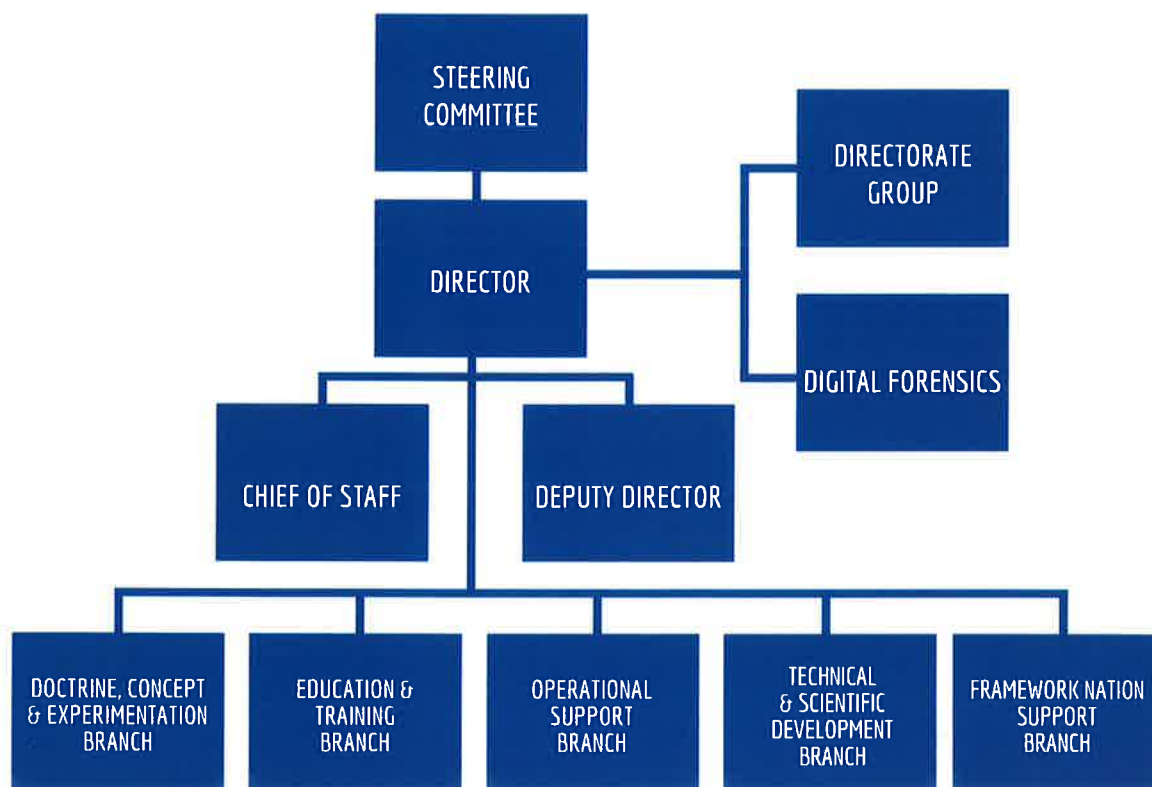 STEERING
COMMITTEE
DIRECTORATE
GROUP
DIRECTOR
DIGITAL FORENSICS
CHIEF OF STAFF
DEPUTY DIRECTOR
DOCTRINE, CONCEPT
& EXPERIMENTATION
BRANCH
EDUCATION &
TRAINING
BRANCH
OPERATIONAL
SUPPORT
BRANCH
TECHNICAL
& SCIENTIFIC
DEVELOPMENT
BRANCH
FRAMEWORK NATION
SUPPORT
BRANCH